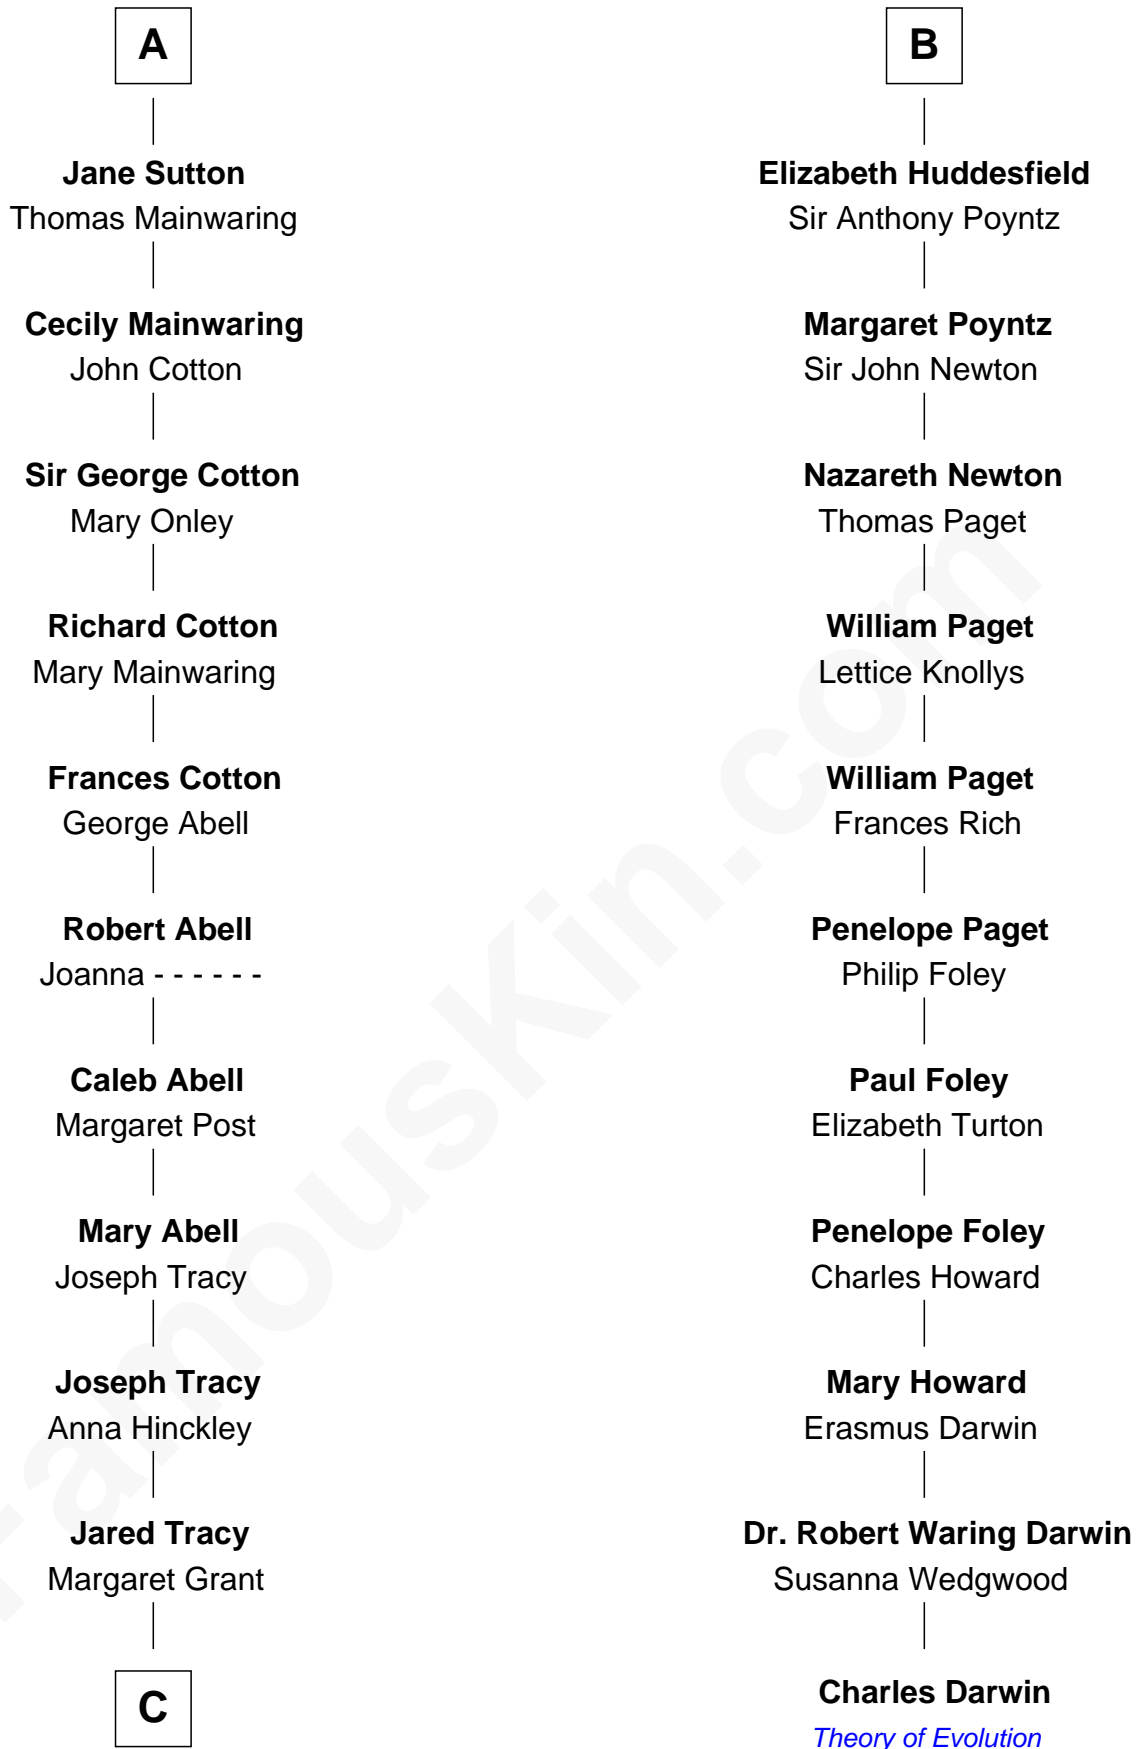 A
Jane Sutton
Thomas Mainwaring
Cecily Mainwaring
John Cotton
Sir George Cotton
Mary Onley
Richard Cotton
Mary Mainwaring
Frances Cotton
George Abell
Robert Abell
Joanna - - - - - -
Caleb Abell
Margaret Post
Mary Abell
Joseph Tracy
Joseph Tracy
Anna Hinckley
Jared Tracy
Margaret Grant
C
B
Elizabeth Huddesfield
Sir Anthony Poyntz
Margaret Poyntz
Sir John Newton
Nazareth Newton
Thomas Paget
William Paget
Lettice Knollys
William Paget
Frances Rich
Penelope Paget
Philip Foley
Paul Foley
Elizabeth Turton
Penelope Foley
Charles Howard
Mary Howard
Erasmus Darwin
Dr. Robert Waring Darwin
Susanna Wedgwood
Charles Darwin
Theory of Evolution
FamousKin.com